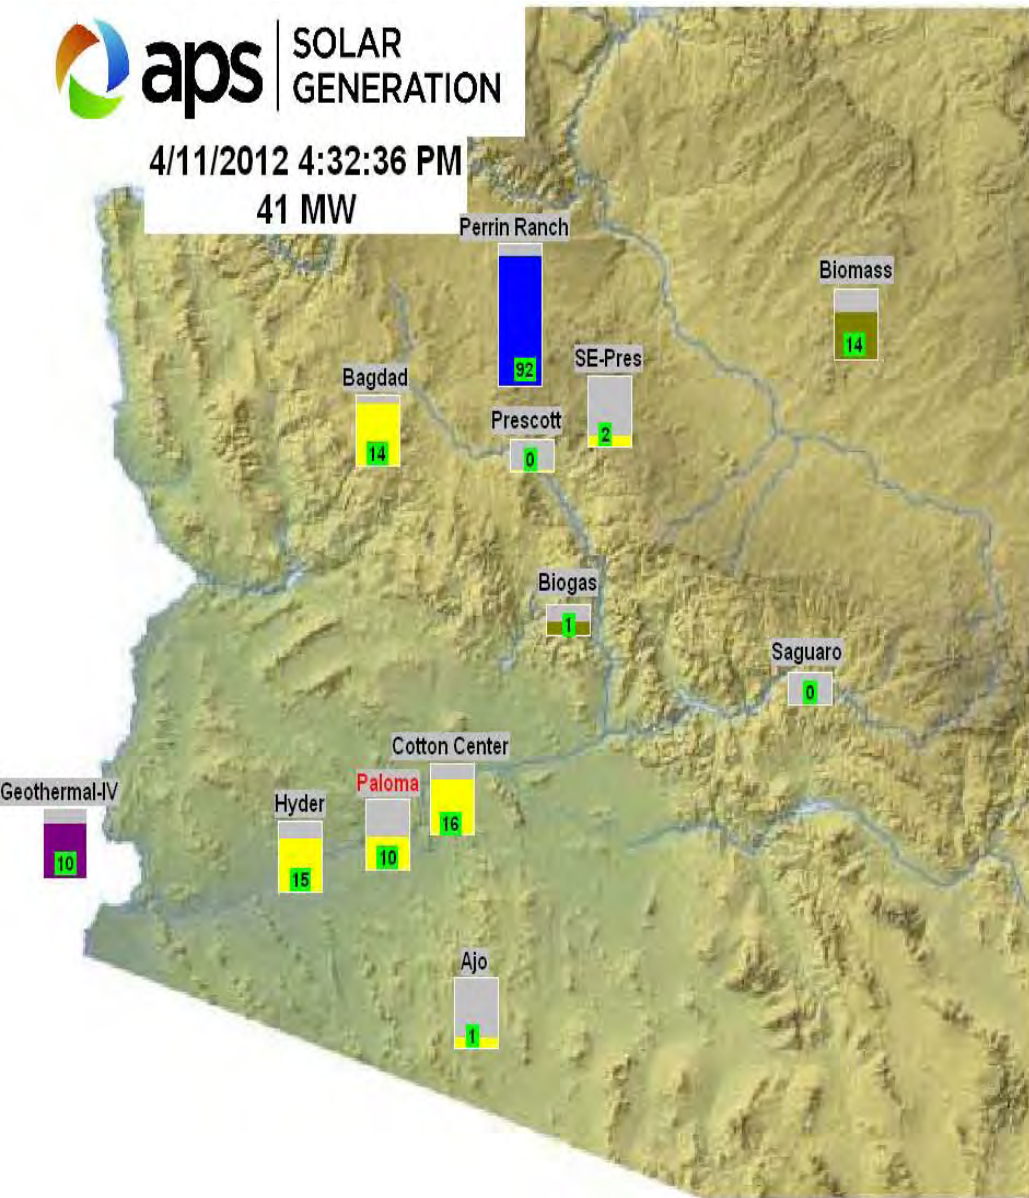 aps
SOLAR
GENERATION
4/11/2012 4:32:36 PM
41 MW
Perrin Ranch
92
Biomass
14
SE-Pres
2
Bagdad
14
Prescott
0
Biogas
1
Saguaro
0
Cotton Center
16
Paloma
10
Geothermal-IV
10
Hyder
15
Ajo
1